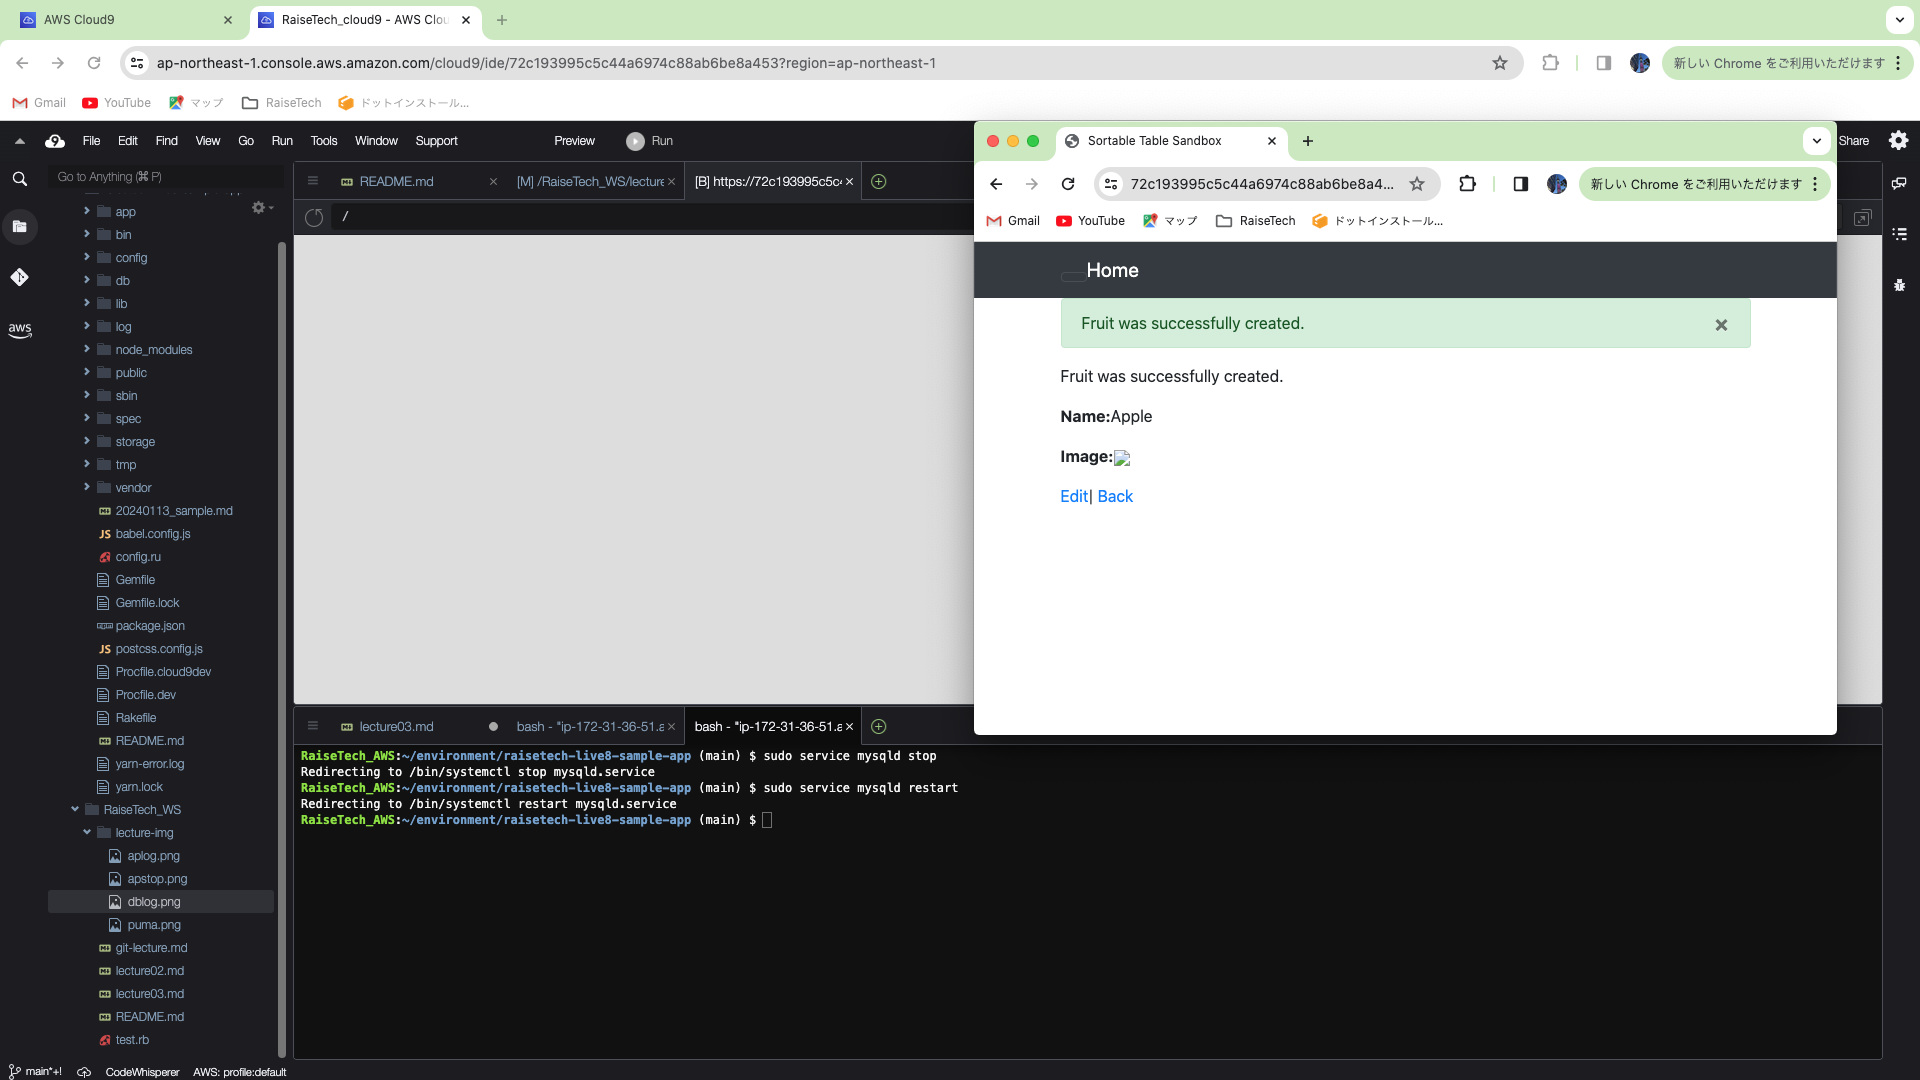 AWS Cloud9
RaiseTech_cloud9 - AWS Clou
ap-northeast-1.console.aws.amazon.com/cloud9/ide/72c193995c5c44a6974c88ab6be8a453?region=ap-northeast-1
新しい Chrome をご利用いただけます
Gmail
YouTube
マップ
RaiseTech
ドットインストール...
File
Edit
Find
View
Go
Run
Tools
Window
Support
Preview
Run
Share
Go to Anything (⌘ P)
README.md
[M] /RaiseTech_WS/lecture
[B] https://72c193995c5c
/
app
bin
config
db
lib
log
node_modules
public
sbin
spec
storage
tmp
vendor
20240113_sample.md
babel.config.js
config.ru
Gemfile
Gemfile.lock
package.json
postcss.config.js
Procfile.cloud9dev
Procfile.dev
Rakefile
README.md
yarn-error.log
yarn.lock
RaiseTech_WS
lecture-img
aplog.png
apstop.png
dblog.png
puma.png
git-lecture.md
lecture02.md
lecture03.md
README.md
test.rb
aws
Sortable Table Sandbox
72c193995c5c44a6974c88ab6be8a4...
新しい Chrome をご利用いただけます
Gmail
YouTube
マップ
RaiseTech
ドットインストール...
Home
Fruit was successfully created.
Fruit was successfully created.
Name:Apple
Image:
Edit| Back
lecture03.md
bash - "ip-172-31-36-51.a
bash - "ip-172-31-36-51.a
RaiseTech_AWS:~/environment/raisetech-live8-sample-app (main) $ sudo service mysqld stop
Redirecting to /bin/systemctl stop mysqld.service
RaiseTech_AWS:~/environment/raisetech-live8-sample-app (main) $ sudo service mysqld restart
Redirecting to /bin/systemctl restart mysqld.service
RaiseTech_AWS:~/environment/raisetech-live8-sample-app (main) $
main*+!
CodeWhisperer
AWS: profile:default